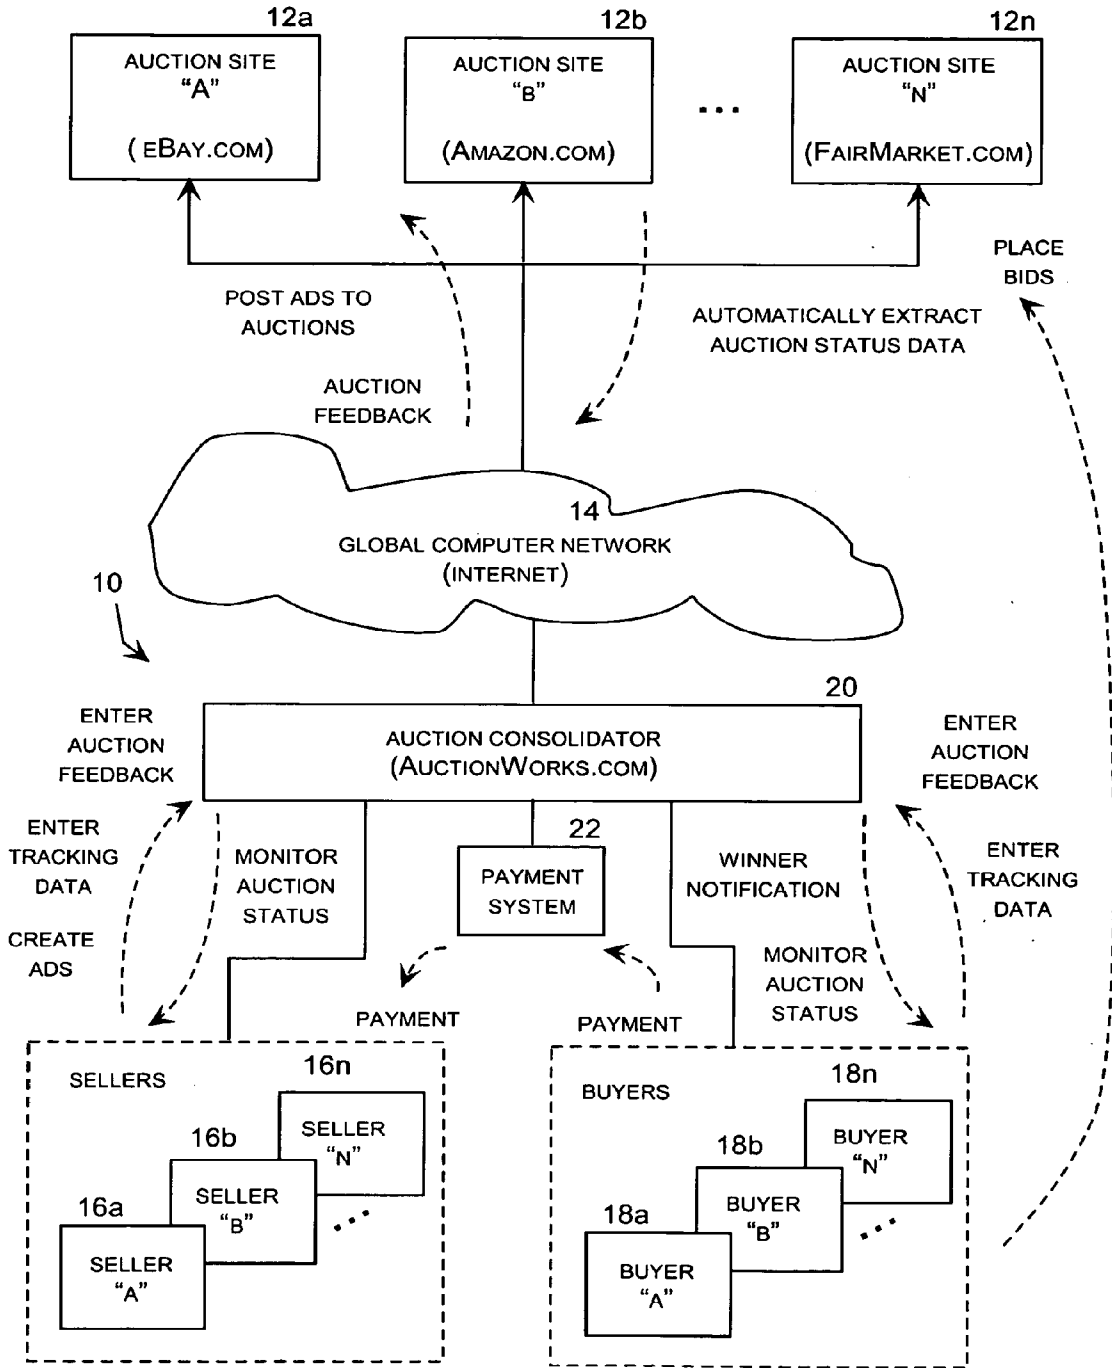 12a
12b
12n
AUCTION SITE
"A"
(EBAY.COM)
AUCTION SITE
"B"
(AMAZON.COM)
...
AUCTION SITE
"N"
(FAIRMARKET.COM)
PLACE
BIDS
POST ADS TO
AUCTIONS
AUTOMATICALLY EXTRACT
AUCTION STATUS DATA
AUCTION
FEEDBACK
14
GLOBAL COMPUTER NETWORK
(INTERNET)
10
20
ENTER
AUCTION
FEEDBACK
AUCTION CONSOLIDATOR
(AUCTIONWORKS.COM)
ENTER
AUCTION
FEEDBACK
ENTER
TRACKING
DATA
MONITOR
AUCTION
STATUS
22
PAYMENT
SYSTEM
WINNER
NOTIFICATION
ENTER
TRACKING
DATA
CREATE
ADS
MONITOR
AUCTION
STATUS
PAYMENT
PAYMENT
SELLERS
16n
SELLER
"N"
16b
SELLER
"B"
16a
SELLER
"A"
...
BUYERS
18n
BUYER
"N"
18b
BUYER
"B"
18a
BUYER
"A"
...